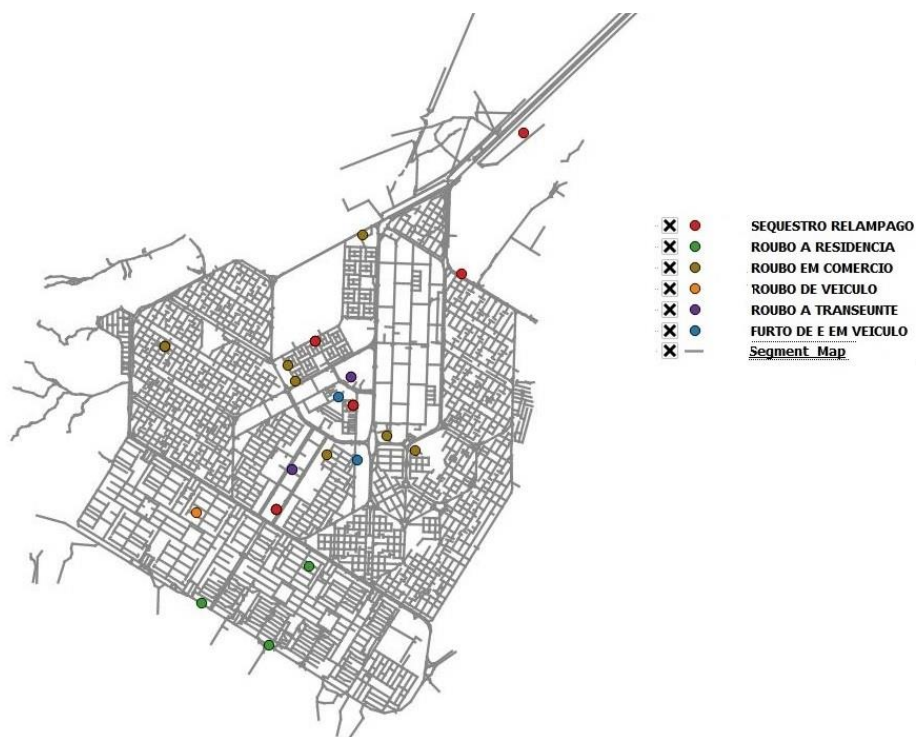 SEQUESTRO RELAMPAGO
ROUBO A RESIDENCIA
ROUBO EM COMERCIO
ROUBO DE VEICULO
ROUBO A TRANSEUNTE
FURTO DE E EM VEICULO
Segment Map